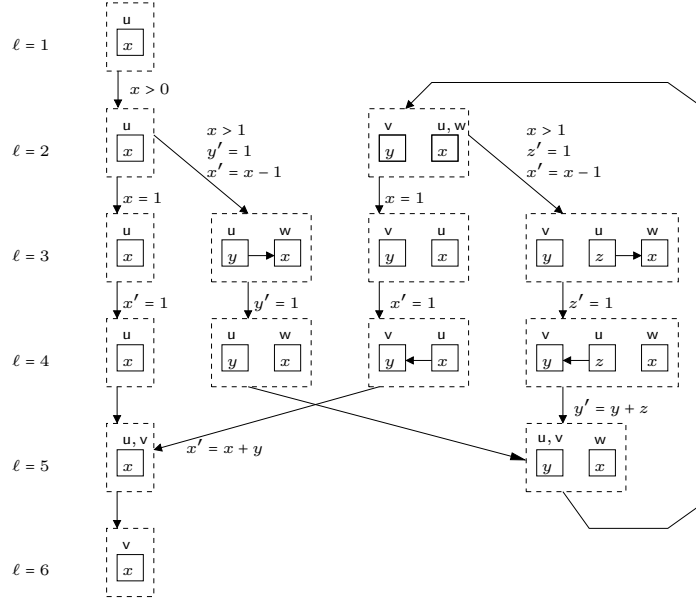 ℓ = 1
u
x
x > 0
ℓ = 2
u
x
x > 1
y′ = 1
x′ = x − 1
v
y
u, w
x
x > 1
z′ = 1
x′ = x − 1
x = 1
x = 1
ℓ = 3
u
x
u
y
w
x
v
y
u
x
v
y
u
z
w
x
x′ = 1
y′ = 1
x′ = 1
z′ = 1
ℓ = 4
u
x
u
y
w
x
v
y
u
x
v
y
u
z
w
x
y′ = y + z
x′ = x + y
ℓ = 5
u, v
x
u, v
y
w
x
ℓ = 6
v
x